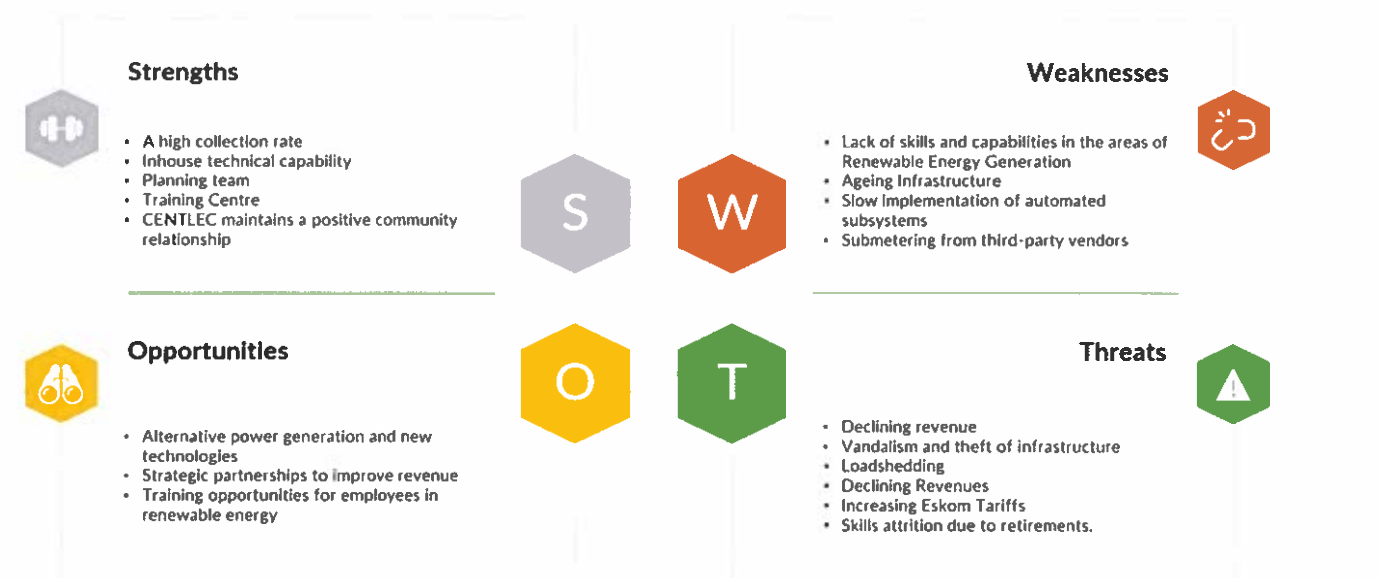 Strengths
• A high collection rate
• Inhouse technical capability
• Planning team
• Training Centre
• CENTLEC maintains a positive community
relationship
S
W
Weaknesses
• Lack of skills and capabilities in the areas of
Renewable Energy Generation
• Ageing Infrastructure
• Slow implementation of automated
subsystems
• Submetering from third-party vendors
Opportunities
• Alternative power generation and new
technologies
• Strategic partnerships to improve revenue
• Training opportunities for employees in
renewable energy
O
T
Threats
• Declining revenue
• Vandalism and theft of infrastructure
• Loadshedding
• Declining Revenues
• Increasing Eskom Tariffs
• Skills attrition due to retirements.